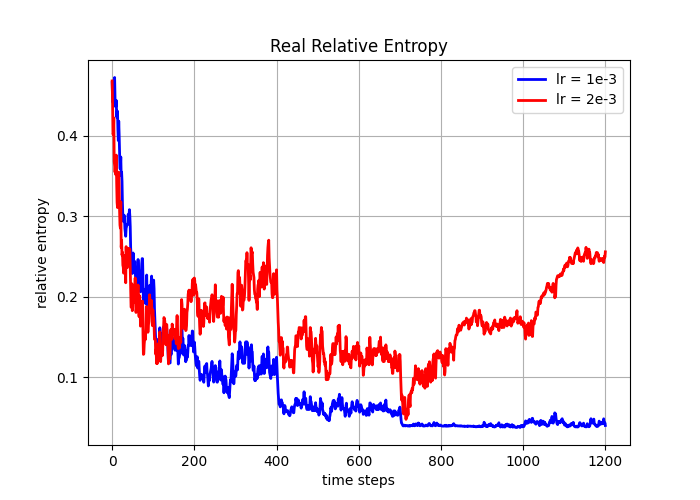 Real Relative Entropy
lr = 1e-3
lr = 2e-3
relative entropy
0.4
0.3
0.2
0.1
0 200 400 600 800 1000 1200
time steps